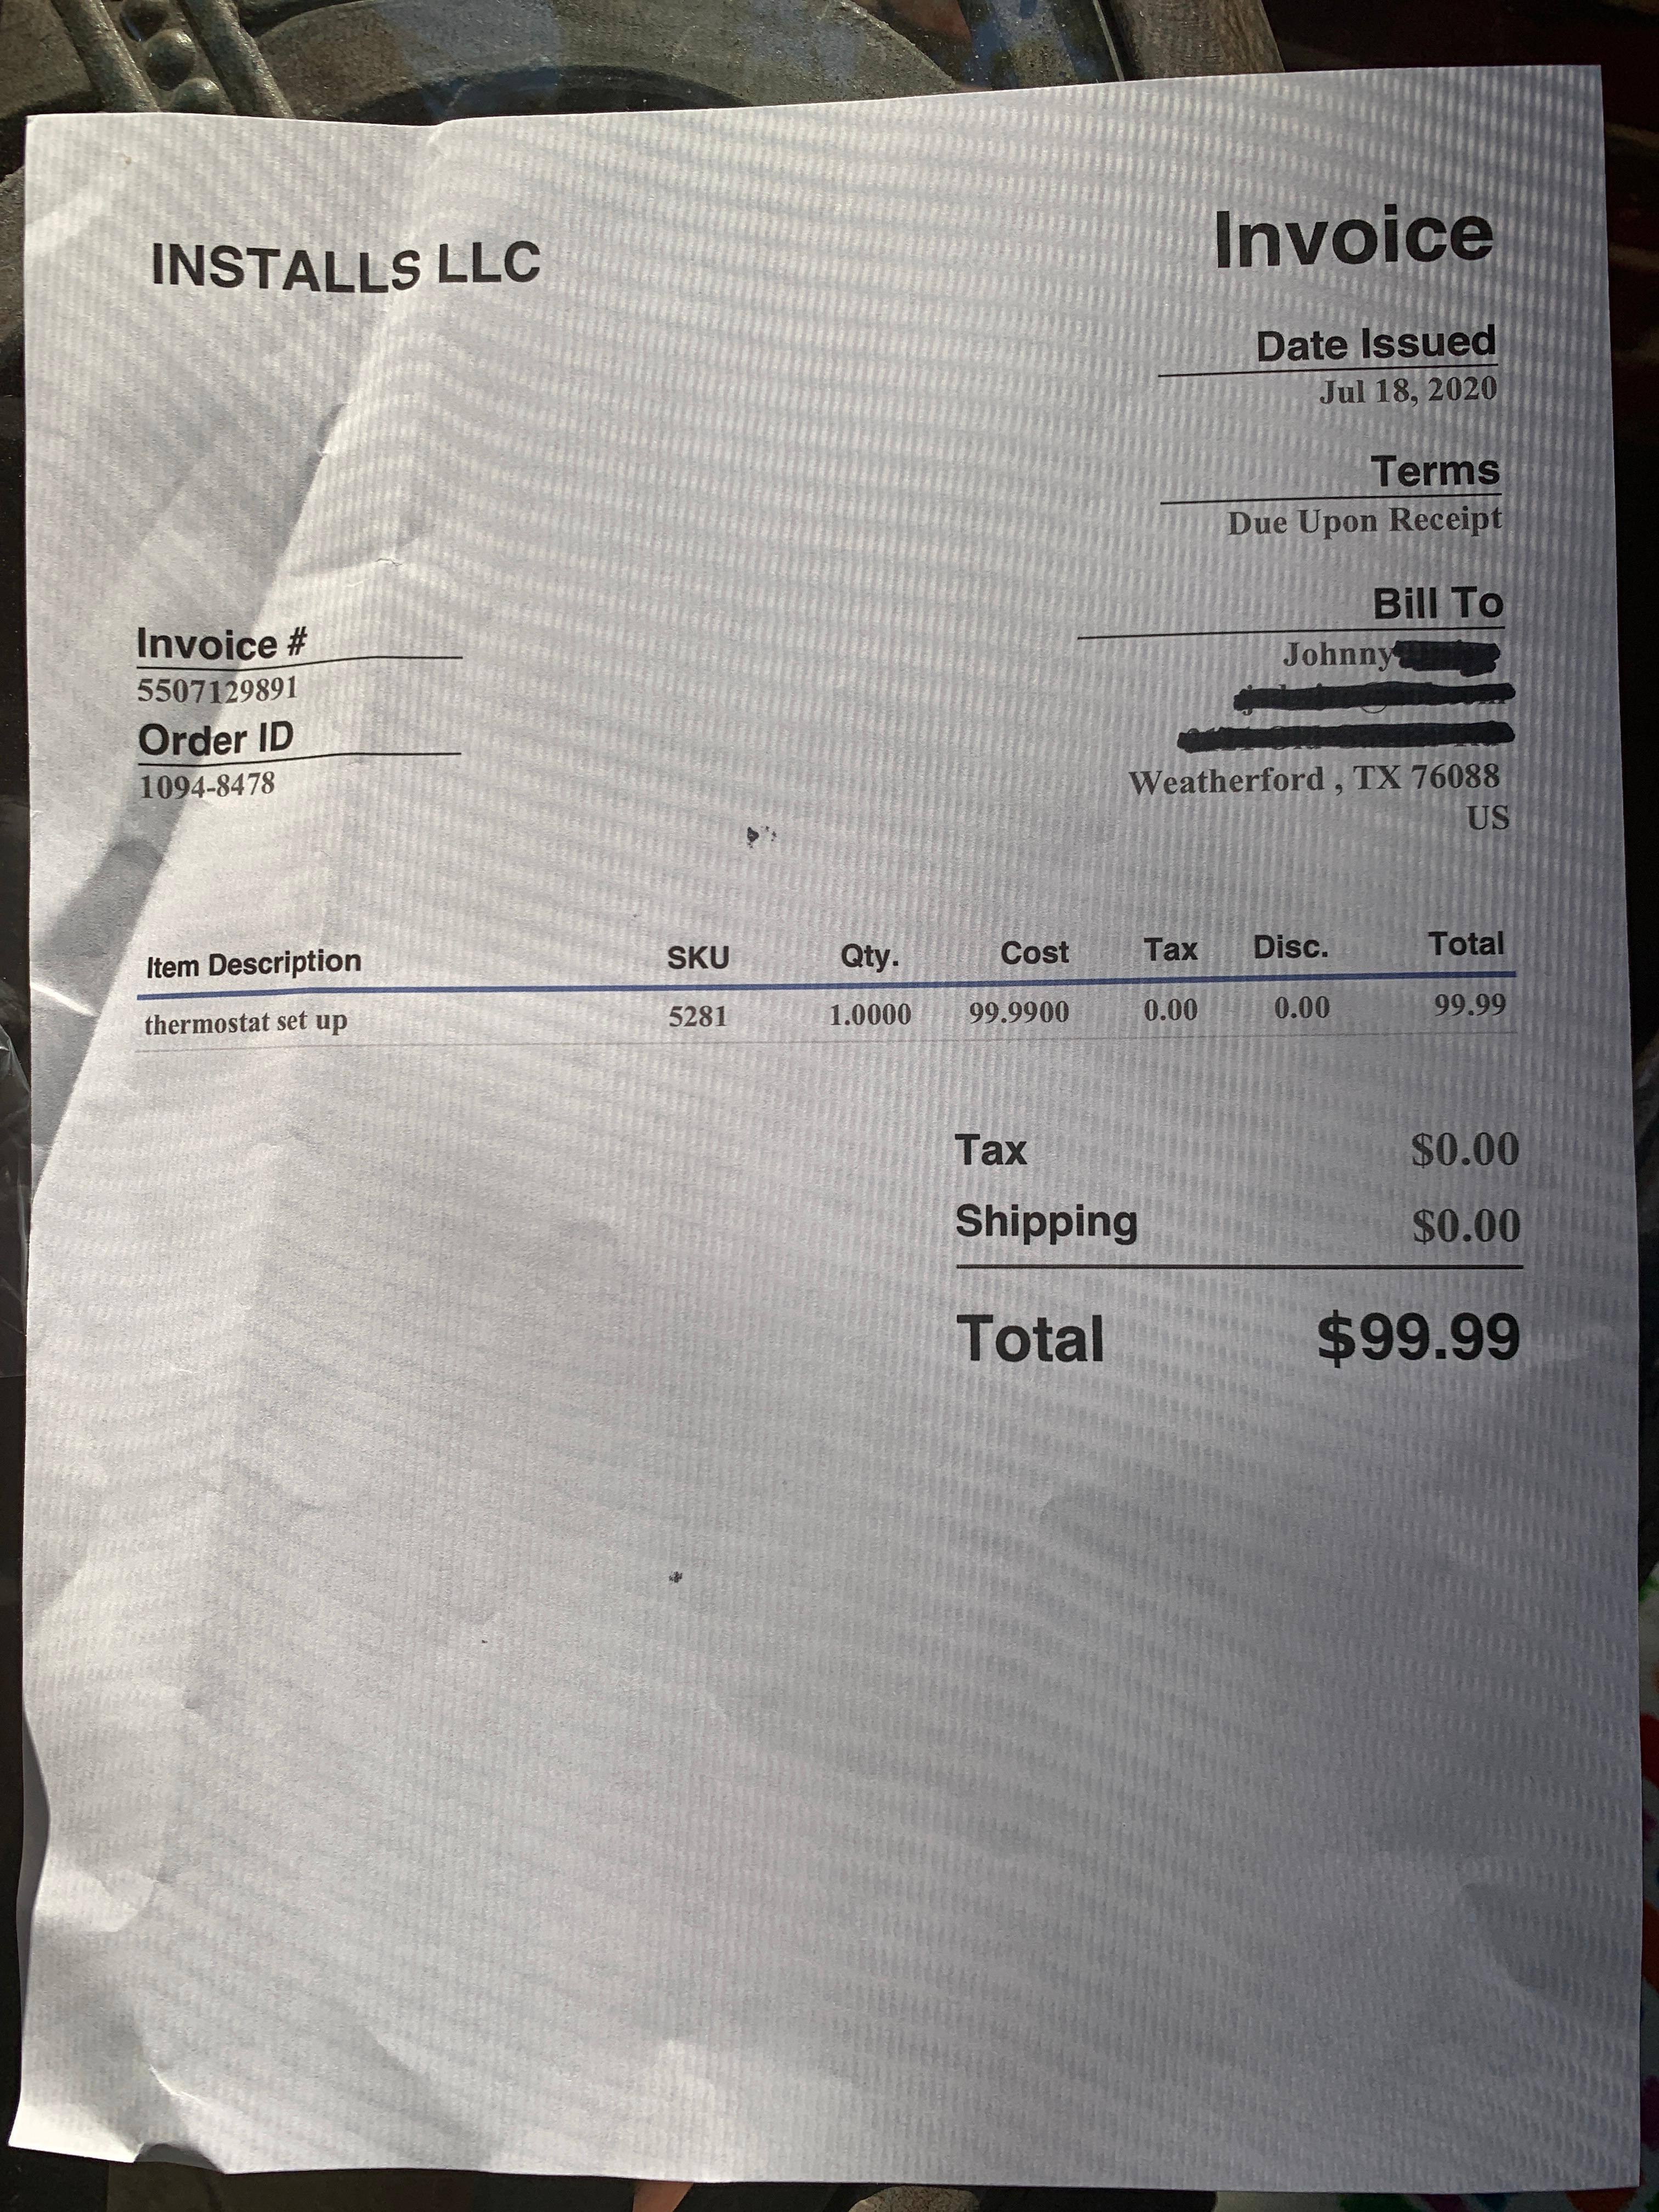 INSTALLS LLC
Invoice
Date Issued
Jul 18, 2020
Terms
Due Upon Receipt
Bill To
Johnny
Weatherford , TX 76088
US
Invoice #
5507129891
Order ID
1094-8478
Item Description SKU Qty. Cost Tax Disc. Total
thermostat set up 5281 1.0000 99.9900 0.00 0.00 99.99
Tax $0.00
Shipping $0.00
Total $99.99